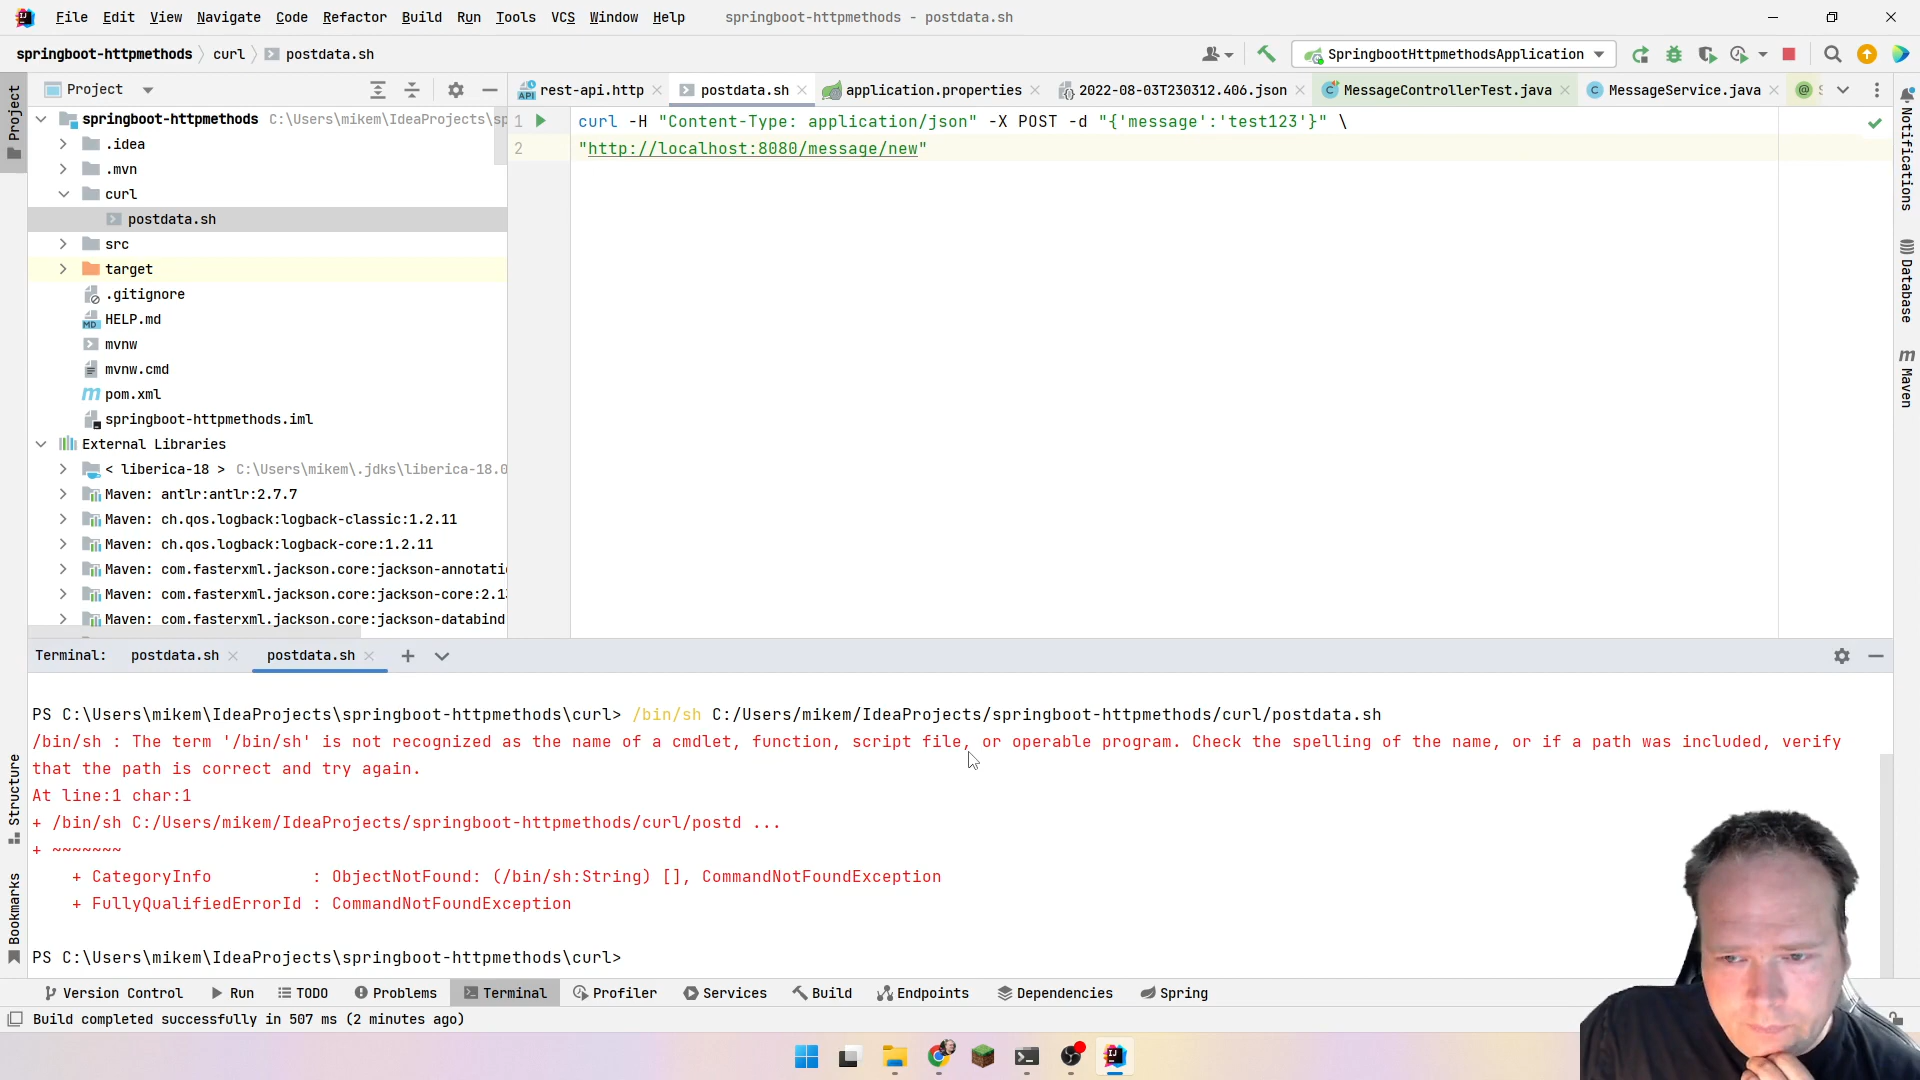 File Edit View Navigate Code Refactor Build Run Tools VCS Window Help springboot-httpmethods - postdata.sh
springboot-httpmethods curl postdata.sh SpringbootHttpmethodsApplication
Project
rest-api.http postdata.sh application.properties 2022-08-03T230312.406.json MessageControllerTest.java MessageService.java
springboot-httpmethods C:\Users\mikem\IdeaProjects\sp
.idea
.mvn
curl
postdata.sh
src
target
.gitignore
HELP.md
mvnw
mvnw.cmd
pom.xml
springboot-httpmethods.iml
External Libraries
< liberica-18 > C:\Users\mikem\.jdks\liberica-18.0
Maven: antlr:antlr:2.7.7
Maven: ch.qos.logback:logback-classic:1.2.11
Maven: ch.qos.logback:logback-core:1.2.11
Maven: com.fasterxml.jackson.core:jackson-annotati
Maven: com.fasterxml.jackson.core:jackson-core:2.13
Maven: com.fasterxml.jackson.core:jackson-databind
1 curl -H "Content-Type: application/json" -X POST -d "{'message':'test123'}" \
2 "http://localhost:8080/message/new"
Project
Structure
Bookmarks
Notifications
Database
Maven
Terminal: postdata.sh postdata.sh
PS C:\Users\mikem\IdeaProjects\springboot-httpmethods\curl> /bin/sh C:/Users/mikem/IdeaProjects/springboot-httpmethods/curl/postdata.sh
/bin/sh : The term '/bin/sh' is not recognized as the name of a cmdlet, function, script file, or operable program. Check the spelling of the name, or if a path was included, verify
that the path is correct and try again.
At line:1 char:1
+ /bin/sh C:/Users/mikem/IdeaProjects/springboot-httpmethods/curl/postd ...
+ ~~~~~~~
+ CategoryInfo : ObjectNotFound: (/bin/sh:String) [], CommandNotFoundException
+ FullyQualifiedErrorId : CommandNotFoundException
PS C:\Users\mikem\IdeaProjects\springboot-httpmethods\curl>
Version Control Run TODO Problems Terminal Profiler Services Build Endpoints Dependencies Spring
Build completed successfully in 507 ms (2 minutes ago)